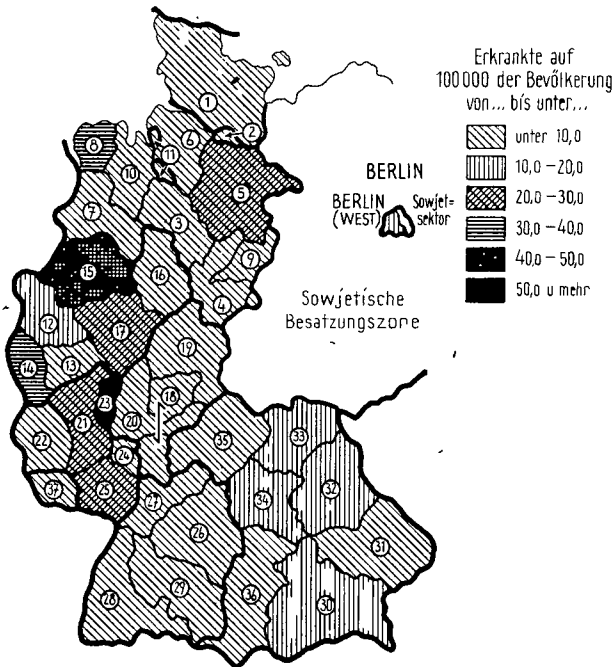 Erkrankte auf
100000 der Bevölkerung
von... bis unter...
unter 10,0
10,0 – 20,0
20,0 – 30,0
30,0 – 40,0
40,0 – 50,0
50,0 u mehr
BERLIN
BERLIN
(WEST)
Sowjet=
sektor
Sowjetische
Besatzungszone
1
2
6
8
11
10
5
7
3
9
15
16
4
12
17
19
14
13
23
18
21
20
22
24
35
33
37
25
34
32
27
26
31
28
29
36
30